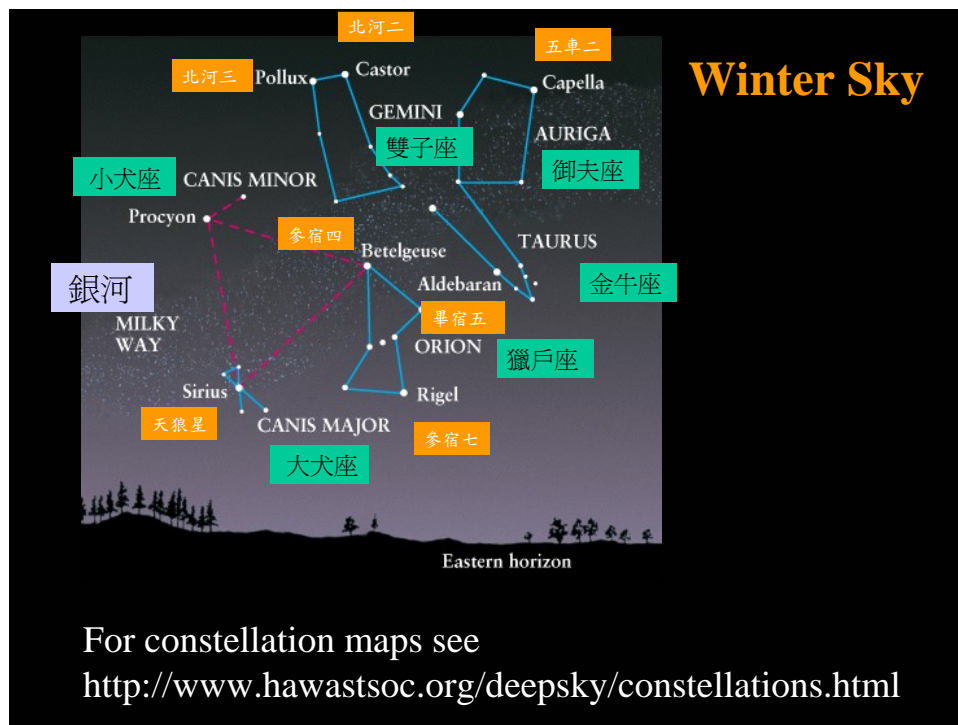 Winter Sky
北河二
五車二
北河三
Pollux
Castor
Capella
GEMINI
雙子座
AURIGA
御夫座
小犬座
CANIS MINOR
Procyon
參宿四
Betelgeuse
TAURUS
金牛座
Aldebaran
銀河
MILKY
WAY
畢宿五
ORION
獵戶座
Sirius
Rigel
天狼星
CANIS MAJOR
參宿七
大犬座
Eastern horizon
For constellation maps see
http://www.hawastsoc.org/deepsky/constellations.html